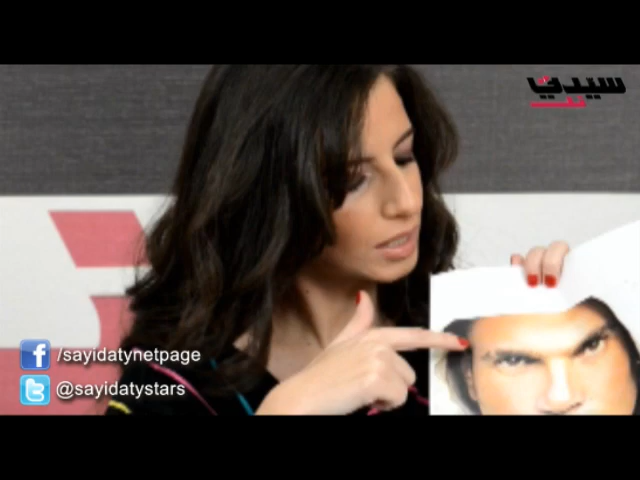 سيدتي
/sayidatynetpage
@sayidatystars